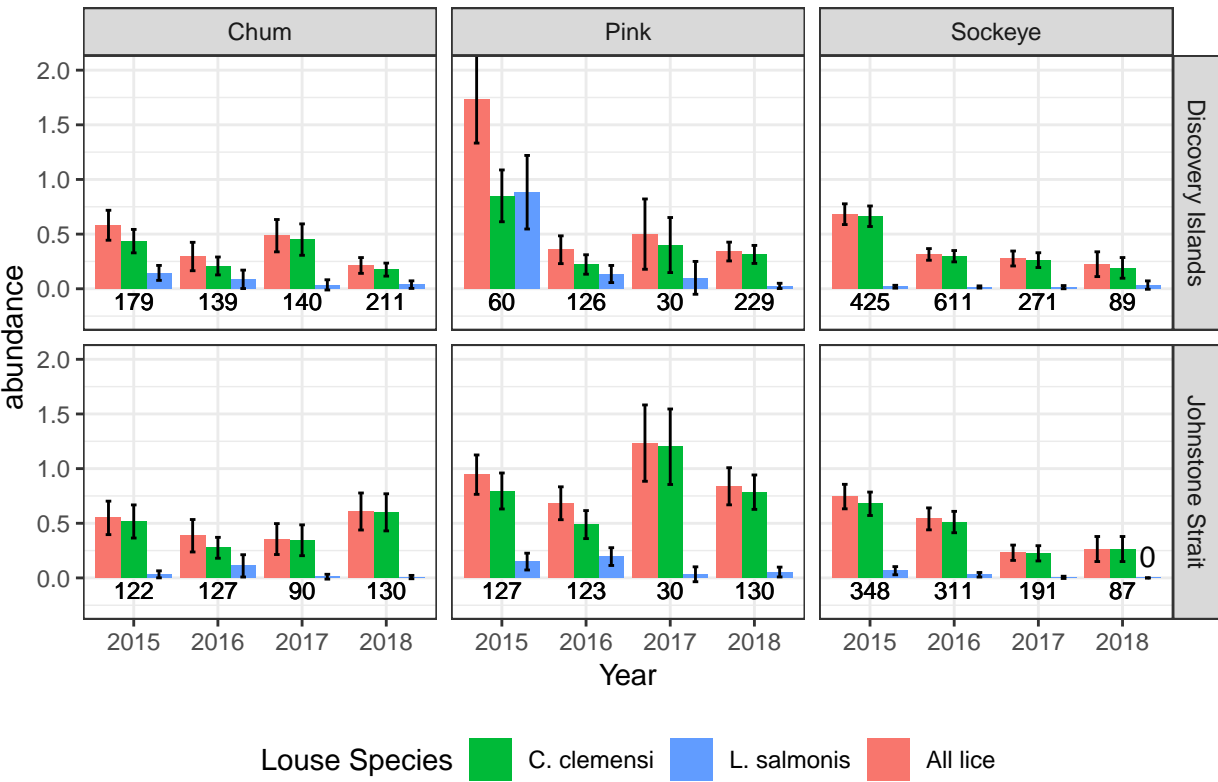 Chum Pink Sockeye
2.0
1.5
1.0
0.5
0.0
179 139 140 211 60 126 30 229 425 611 271 89
Discovery Islands
abundance
2.0
1.5
1.0
0.5
0.0
0
122 127 90 130 127 123 30 130 348 311 191 87
Johnstone Strait
2015 2016 2017 2018 2015 2016 2017 2018 2015 2016 2017 2018
Year
Louse Species C. clemensi L. salmonis All lice